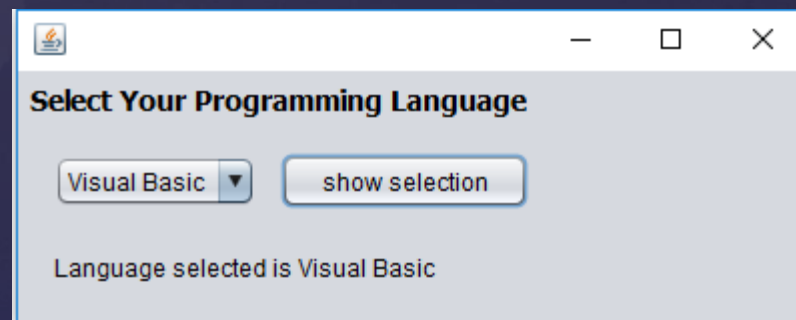 Select Your Programming Language
Visual Basic show selection
Language selected is Visual Basic